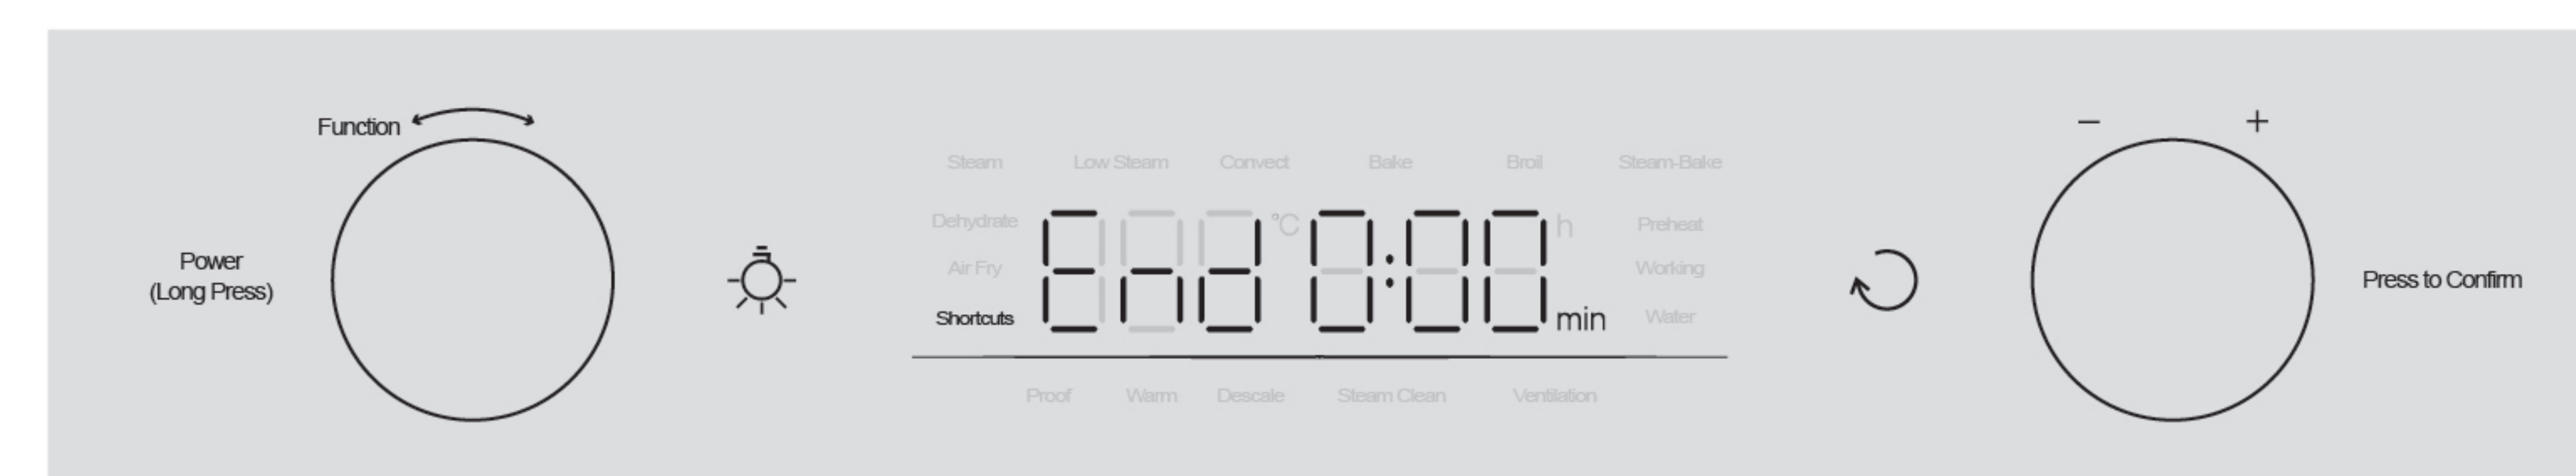 Function
− +
Steam Low Steam Convect Bake Broil Steam-Bake
Dehydrate °C h Preheat
Power
(Long Press)
Air Fry End 0:00 Working
Press to Confirm
Shortcuts min Water
Proof Warm Descale Steam Clean Ventilation